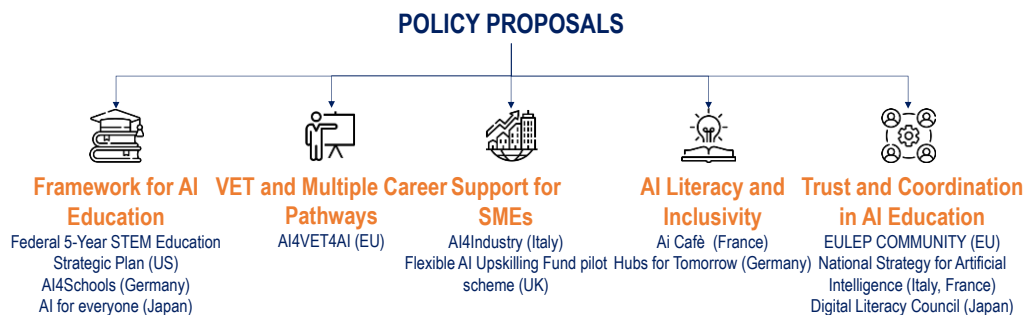 POLICY PROPOSALS
Framework for AI
Education
Federal 5-Year STEM Education
Strategic Plan (US)
AI4Schools (Germany)
AI for everyone (Japan)
VET and Multiple Career
Pathways
AI4VET4AI (EU)
Support for
SMEs
AI4Industry (Italy)
Flexible AI Upskilling Fund pilot
scheme (UK)
AI Literacy and
Inclusivity
Ai Cafè (France)
Hubs for Tomorrow (Germany)
Trust and Coordination
in AI Education
EULEP COMMUNITY (EU)
National Strategy for Artificial
Intelligence (Italy, France)
Digital Literacy Council (Japan)